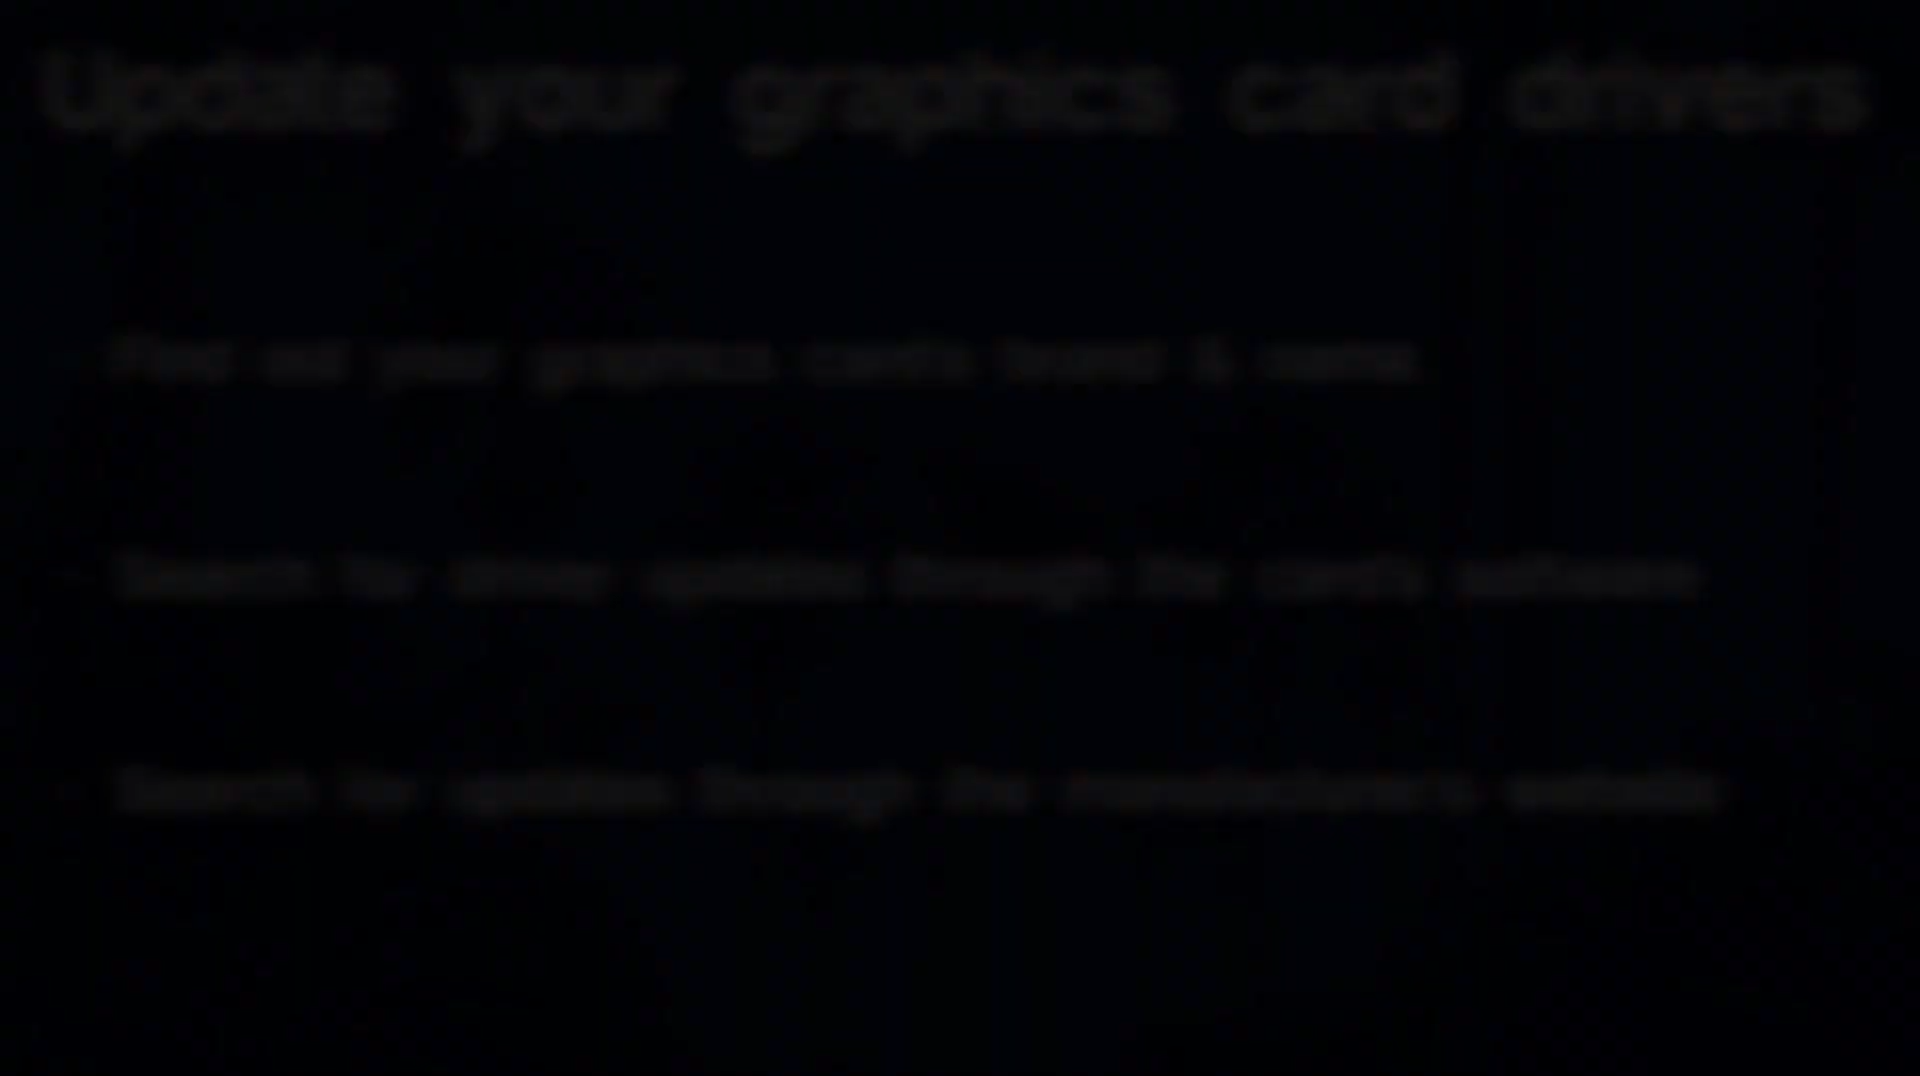 Update your graphics card drivers
Find out your graphics card's brand & name
Search for driver updates through the card's software
Search for updates through the manufacturer's website